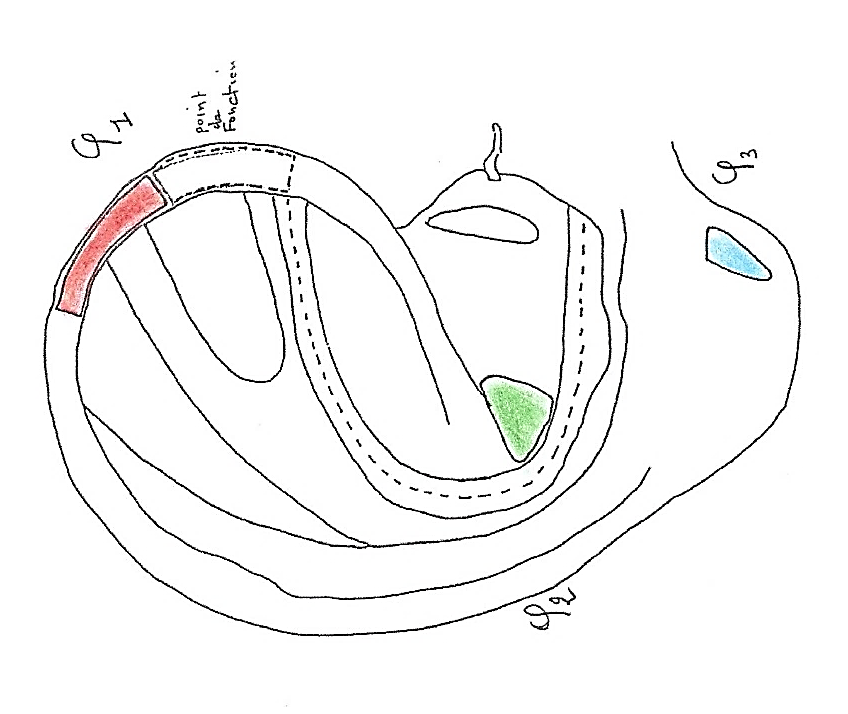 φ1
point
de
Fonction
φ3
φ2